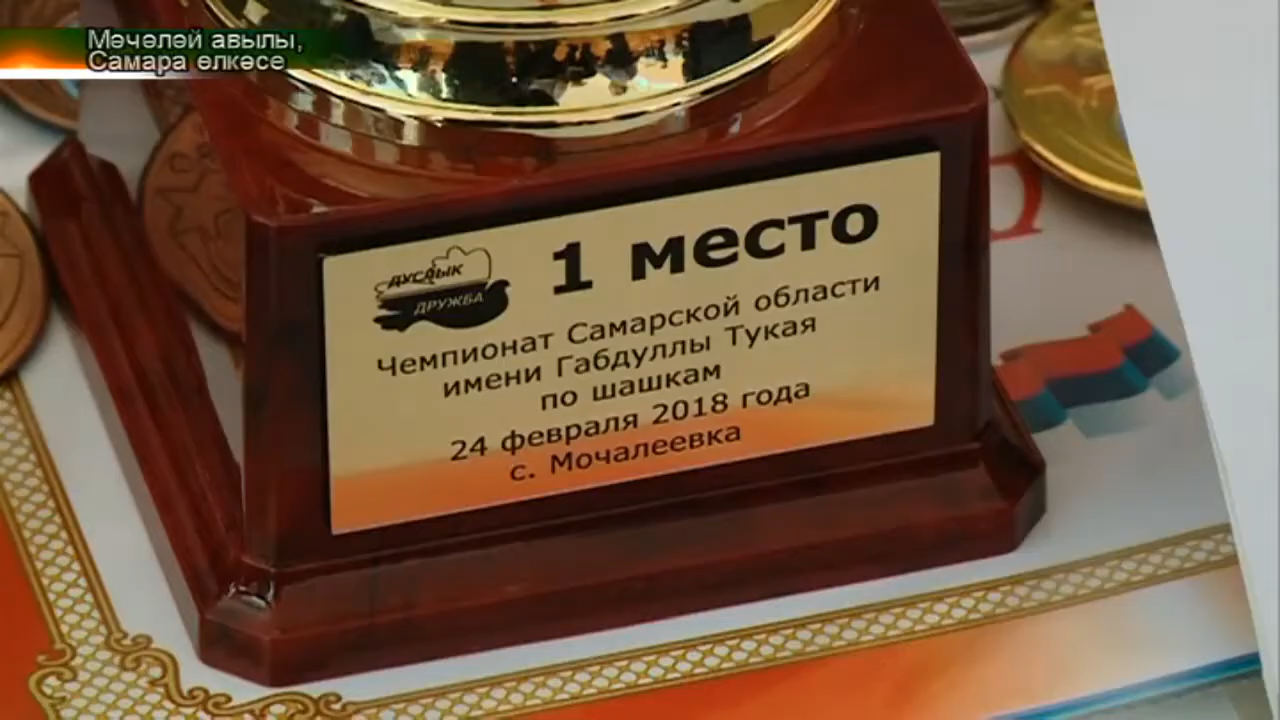 Мәчәләй авылы,
Самара өлкәсе
ДУСЛЫК
ДРУЖБА
1 место
Чемпионат Самарской области
имени Габдуллы Тукая
по шашкам
24 февраля 2018 года
с. Мочалеевка